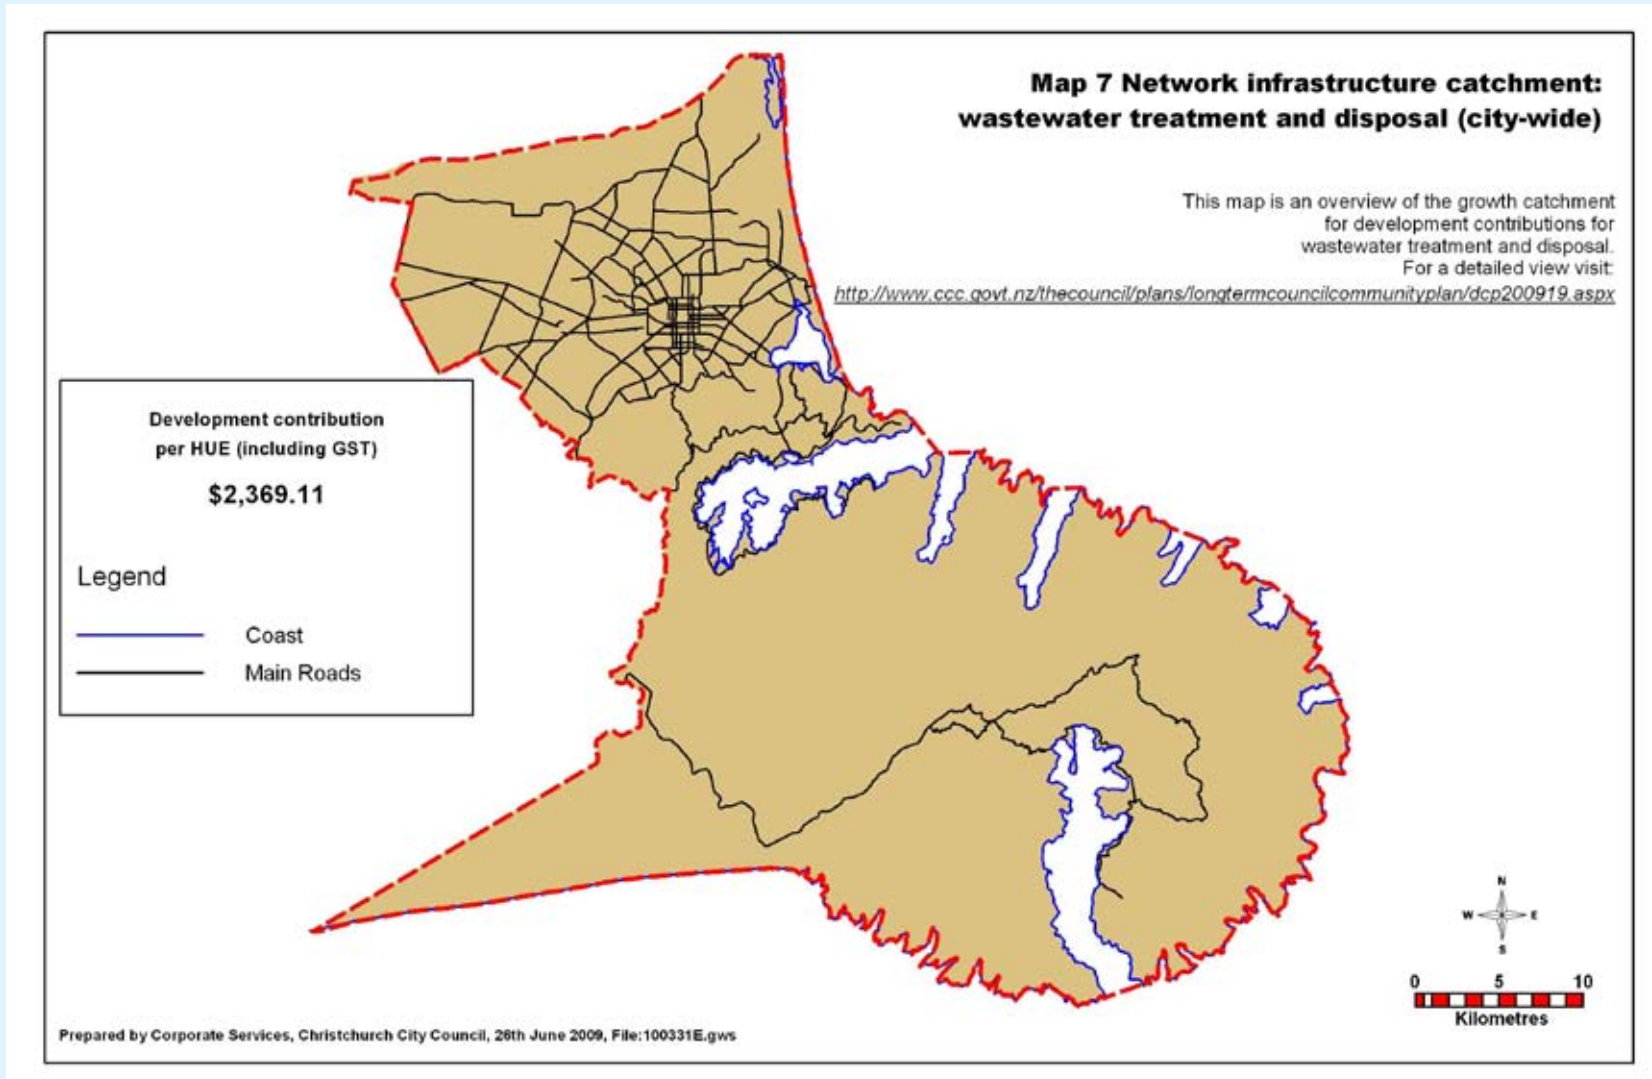 Map 7 Network infrastructure catchment:
wastewater treatment and disposal (city-wide)
This map is an overview of the growth catchment
for development contributions for
wastewater treatment and disposal.
For a detailed view visit:
http://www.ccc.govt.nz/thecouncil/plans/longtermcouncilcommunityplan/dcp200919.aspx
Development contribution
per HUE (including GST)
$2,369.11
Legend
Coast
Main Roads
N
W E
S
0 5 10
Kilometres
Prepared by Corporate Services, Christchurch City Council, 26th June 2009, File:100331E.gws